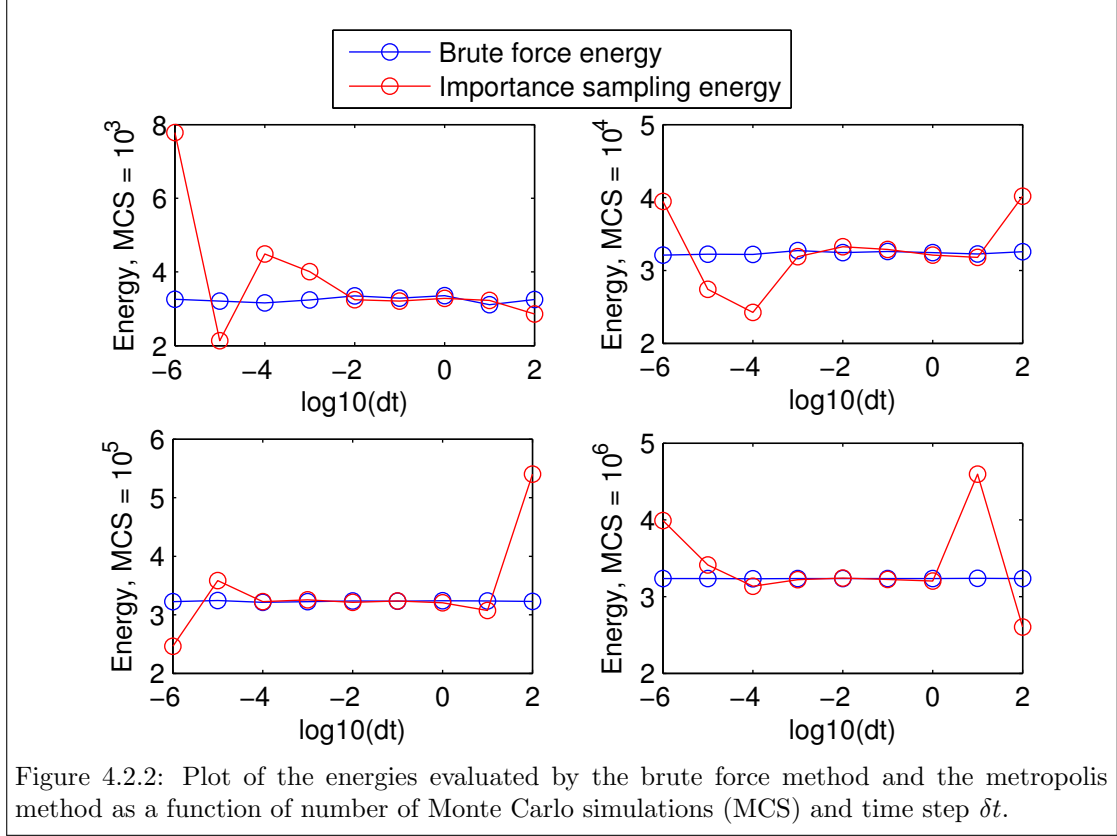 Brute force energy
Importance sampling energy
Energy, MCS = 10^3
8
6
4
2
−6 −4 −2 0 2
log10(dt)
Energy, MCS = 10^4
5
4
3
2
−6 −4 −2 0 2
log10(dt)
Energy, MCS = 10^5
6
5
4
3
2
−6 −4 −2 0 2
log10(dt)
Energy, MCS = 10^6
5
4
3
2
−6 −4 −2 0 2
log10(dt)
Figure 4.2.2: Plot of the energies evaluated by the brute force method and the metropolis
method as a function of number of Monte Carlo simulations (MCS) and time step δt.